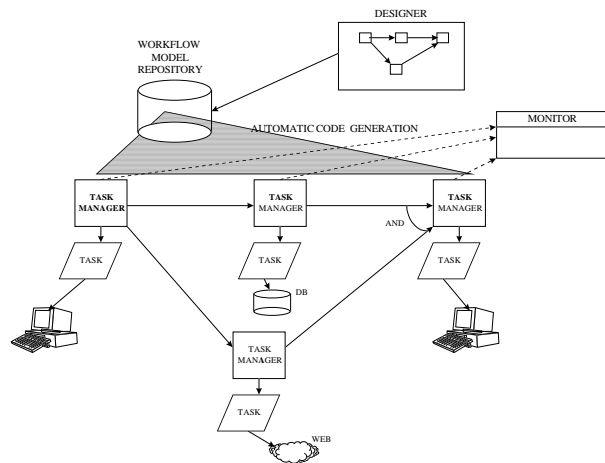 DESIGNER
WORKFLOW
MODEL
REPOSITORY
AUTOMATIC CODE GENERATION
MONITOR
TASK
MANAGER
TASK
MANAGER
TASK
MANAGER
AND
TASK
TASK
TASK
DB
TASK
MANAGER
TASK
WEB